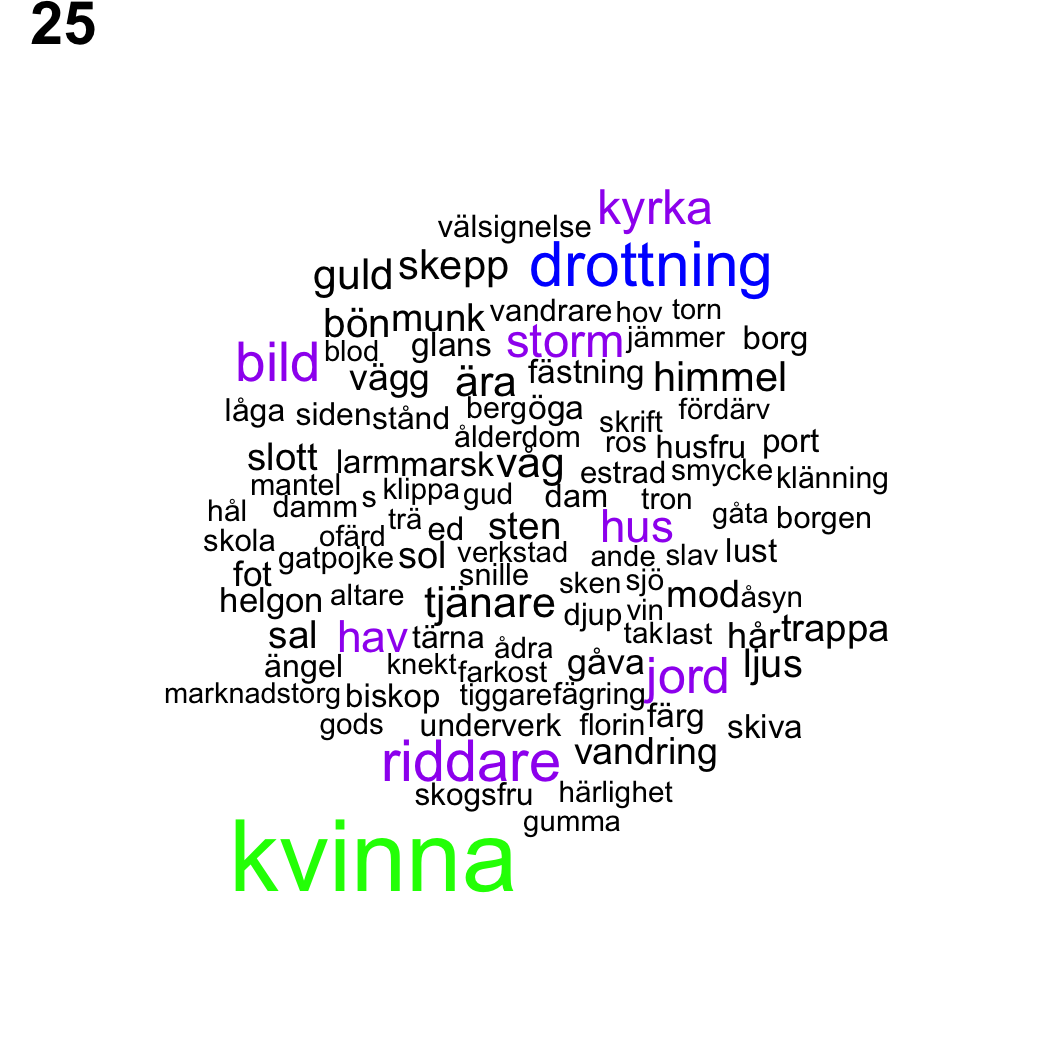 25
kyrka
välsignelse
guld skepp drottning
vandrare hov torn
bön munk storm jämmer borg
bild blod glans
vägg ära fästning himmel
låga siden stånd berg öga skrift fördärv
ålderdom ros husfru port
slott larm marsk våg estrad smycke klänning
mantel s klippa gud dam tron
hål damm trä ed sten hus gåta borgen
skola ofärd
gatpojke sol verkstad ande slav lust
fot snille sken sjö
helgon altare tjänare djup vin mod åsyn
sal hav tärna ådra tak last hår trappa
ängel knekt farkost gåva jord ljus
marknadstorg biskop tiggare fägring
gods underverk florin färg skiva
riddare vandring
skogsfru härlighet
gumma
kvinna